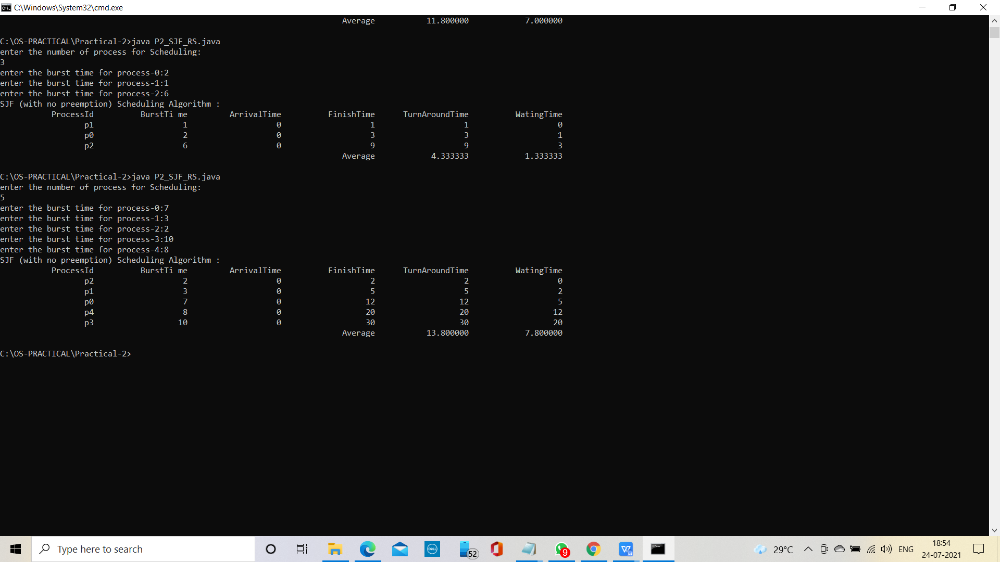 C:\Windows\System32\cmd.exe
Average 11.800000 7.000000
C:\OS-PRACTICAL\Practical-2>java P2_SJF_RS.java
enter the number of process for Scheduling:
3
enter the burst time for process-0:2
enter the burst time for process-1:1
enter the burst time for process-2:6
SJF (with no preemption) Scheduling Algorithm :
ProcessId BurstTi me ArrivalTime FinishTime TurnAroundTime WatingTime
p1 1 0 1 1 0
p0 2 0 3 3 1
p2 6 0 9 9 3
Average 4.333333 1.333333
C:\OS-PRACTICAL\Practical-2>java P2_SJF_RS.java
enter the number of process for Scheduling:
5
enter the burst time for process-0:7
enter the burst time for process-1:3
enter the burst time for process-2:2
enter the burst time for process-3:10
enter the burst time for process-4:8
SJF (with no preemption) Scheduling Algorithm :
ProcessId BurstTi me ArrivalTime FinishTime TurnAroundTime WatingTime
p2 2 0 2 2 0
p1 3 0 5 5 2
p0 7 0 12 12 5
p4 8 0 20 20 12
p3 10 0 30 30 20
Average 13.800000 7.800000
C:\OS-PRACTICAL\Practical-2>
Type here to search
DELL
52
9
W
29°C
ENG
18:54
24-07-2021